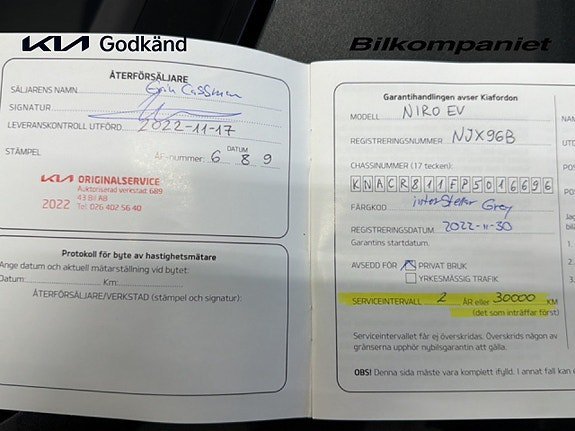 KIA Godkänd
Bilkompaniet
ÅTERFÖRSÄLJARE
SÄLJARENS NAMN
SIGNATUR
LEVERANSKONTROLL UTFÖRD 2022-11-17
DATUM
STÄMPEL ÅF-nummer: 6 8 9
KIA ORIGINALSERVICE
Auktoriserad verkstad: 689
43 Bil AB
2022 Tel. 026 402 56 40
Protokoll för byte av hastighetsmätare
Ange datum och aktuell mätarställning vid bytet:
Datum: Km:
ÅTERFÖRSÄLJARE/VERKSTAD (stämpel och signatur):
Garantihandlingen avser Kiafordon
MODELL NIRO EV
REGISTRERINGSNUMMER NJX96B
CHASSINUMMER (17 tecken):
KNACR811FP5016696
FÄRGKOD interstellar Grey
REGISTRERINGSDATUM 2022-11-30
Garantins startdatum.
AVSEDD FÖR PRIVAT BRUK
YRKESMÄSSIG TRAFIK
SERVICEINTERVALL 2 ÅR eller 30000 KM
(det som inträffar först)
Serviceintervallet får ej överskridas. Överskrids någon av
gränserna upphör nybilsgarantin att gälla.
OBS! Denna sida måste vara komplett ifylld. I annat fall kan e